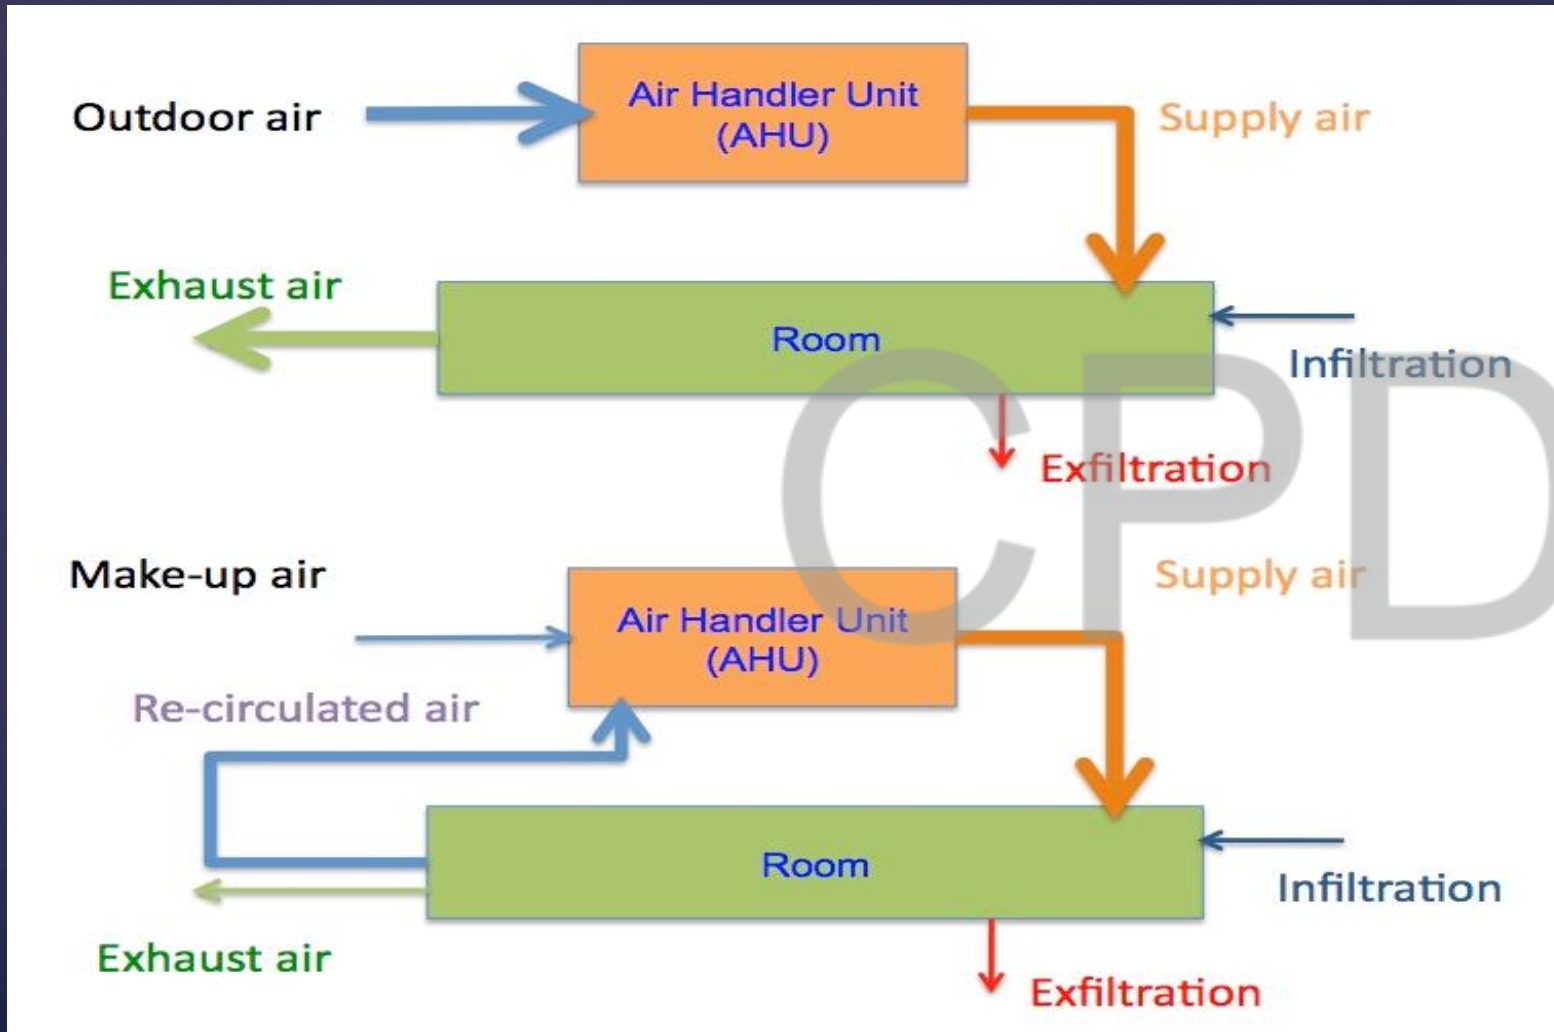 Outdoor air
Air Handler Unit
(AHU)
Supply air
Exhaust air
Room
Infiltration
Exfiltration
Make-up air
Air Handler Unit
(AHU)
Supply air
Re-circulated air
Room
Infiltration
Exhaust air
Exfiltration
CPD